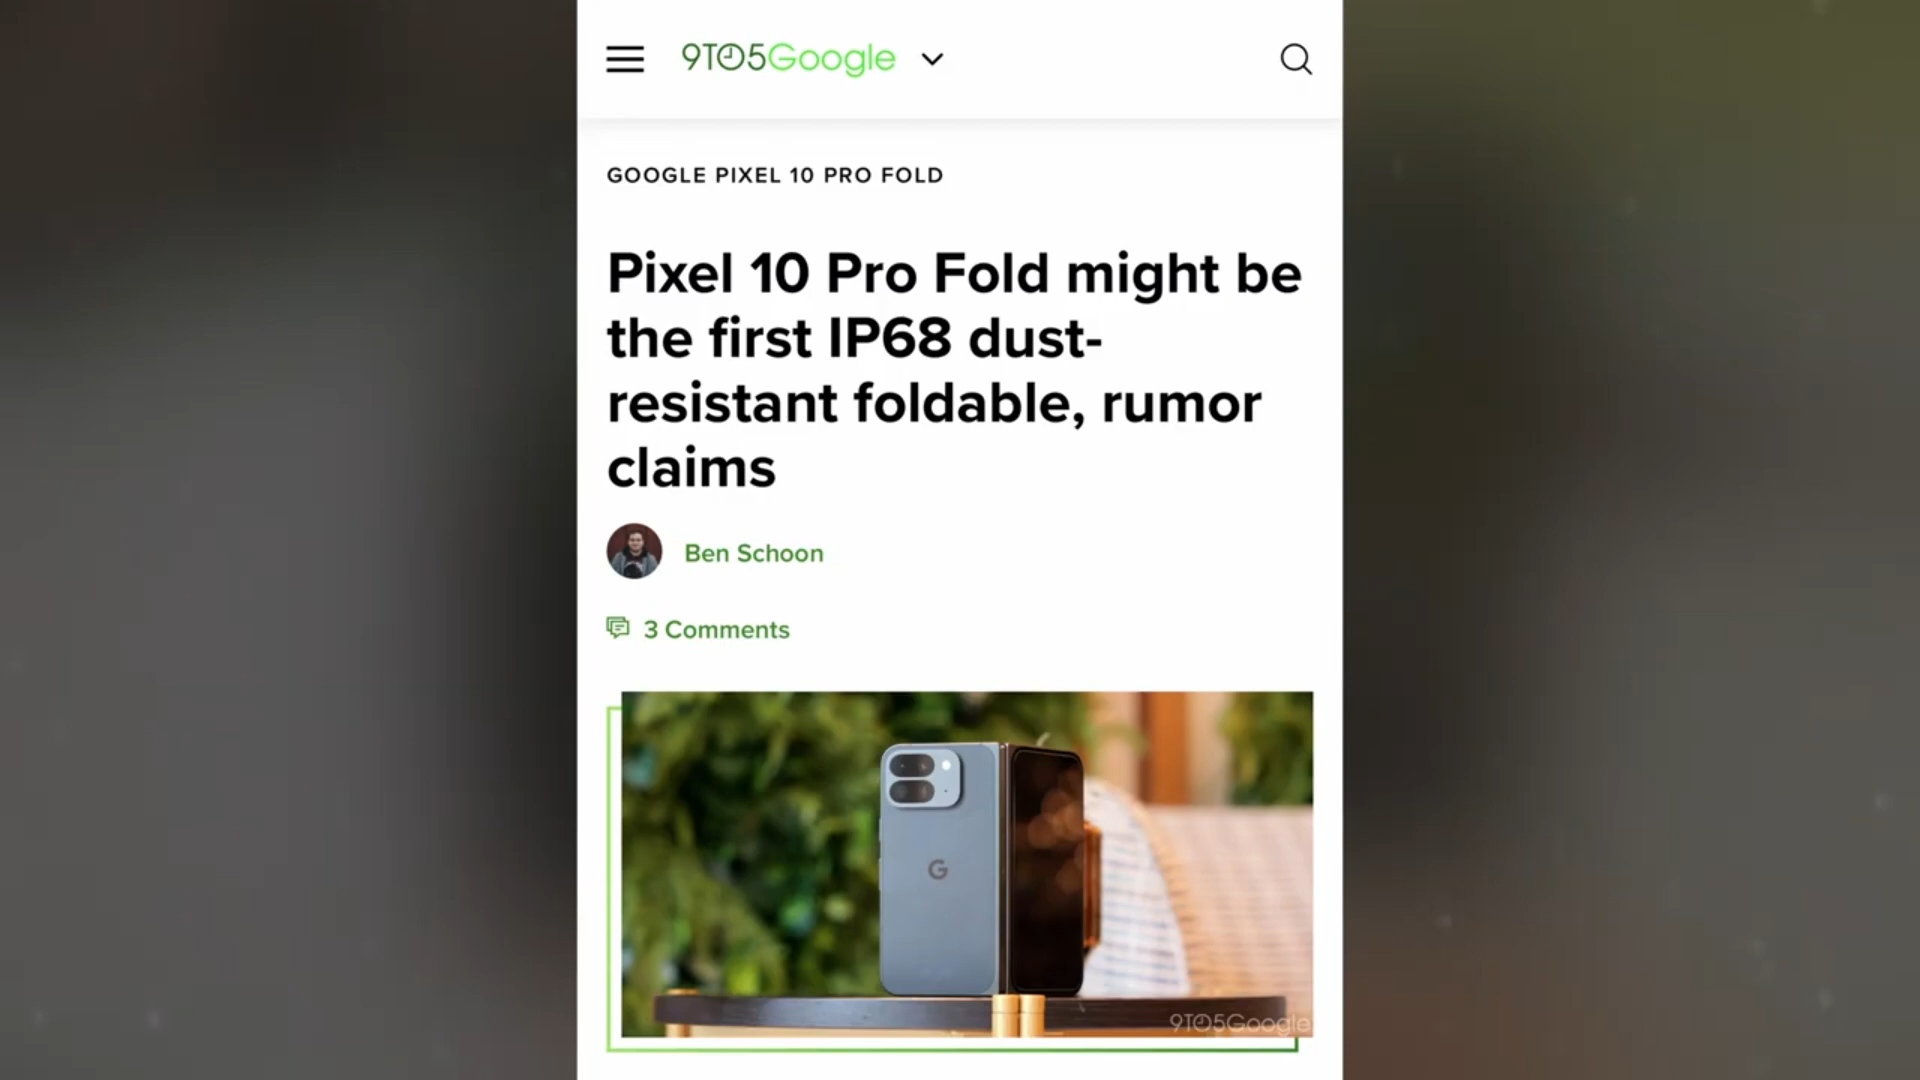 9TO5Google
GOOGLE PIXEL 10 PRO FOLD
Pixel 10 Pro Fold might be
the first IP68 dust-
resistant foldable, rumor
claims
Ben Schoon
3 Comments
G
9TO5Google